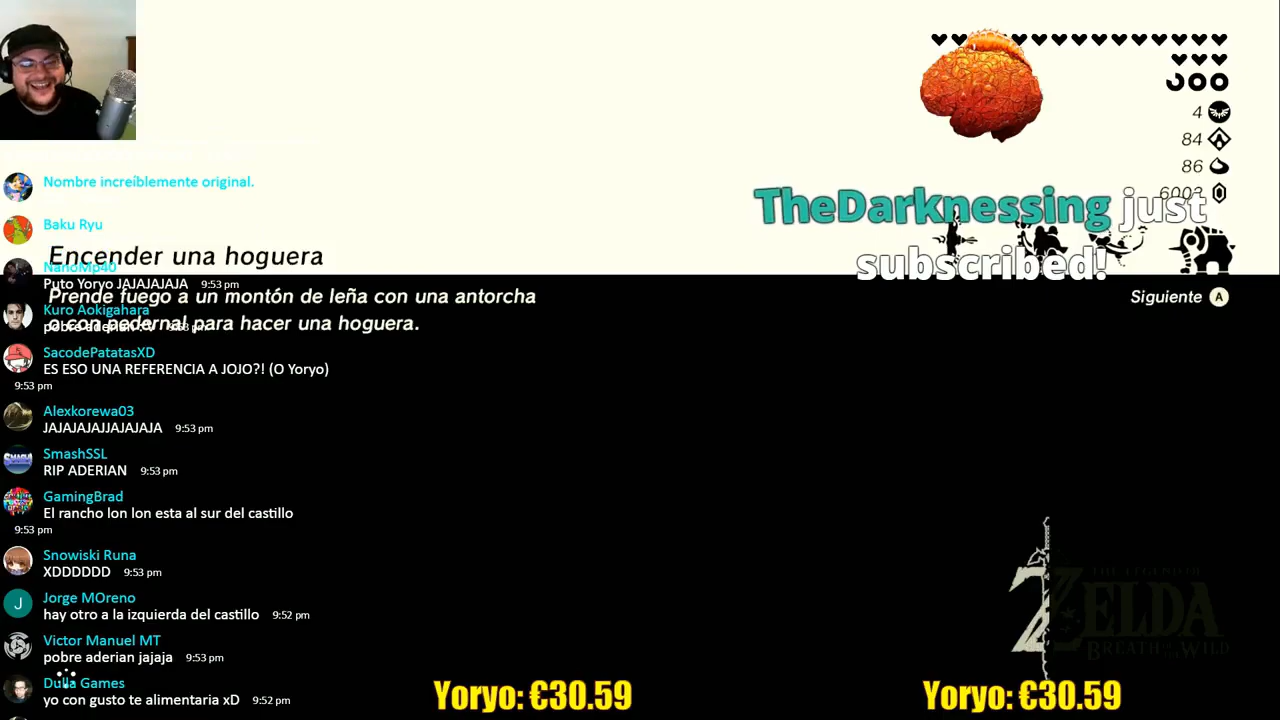 4
84
86
TheDarknessing just
subscribed!
Nombre increíblemente original.
Baku Ryu
Encender una hoguera
NanoMp40
Puto Yoryo JAJAJAJAJA 9:53 pm
Prende fuego a un montón de leña con una antorcha
Siguiente A
Kuro Aokigahara
o con pedernal para hacer una hoguera.
SacodePatatasXD
ES ESO UNA REFERENCIA A JOJO?! (O Yoryo)
9:53 pm
Alexkorewa03
JAJAJAJAJJAJAJAJA 9:53 pm
SmashSSL
RIP ADERIAN 9:53 pm
GamingBrad
El rancho lon lon esta al sur del castillo
9:53 pm
Snowiski Runa
XDDDDDD 9:53 pm
J
Jorge MOreno
hay otro a la izquierda del castillo 9:52 pm
Victor Manuel MT
pobre aderian jajaja 9:53 pm
Dulla Games
yo con gusto te alimentaria xD 9:52 pm
THE LEGEND OF
ZELDA
BREATH OF THE WILD
Yoryo: €30.59
Yoryo: €30.59